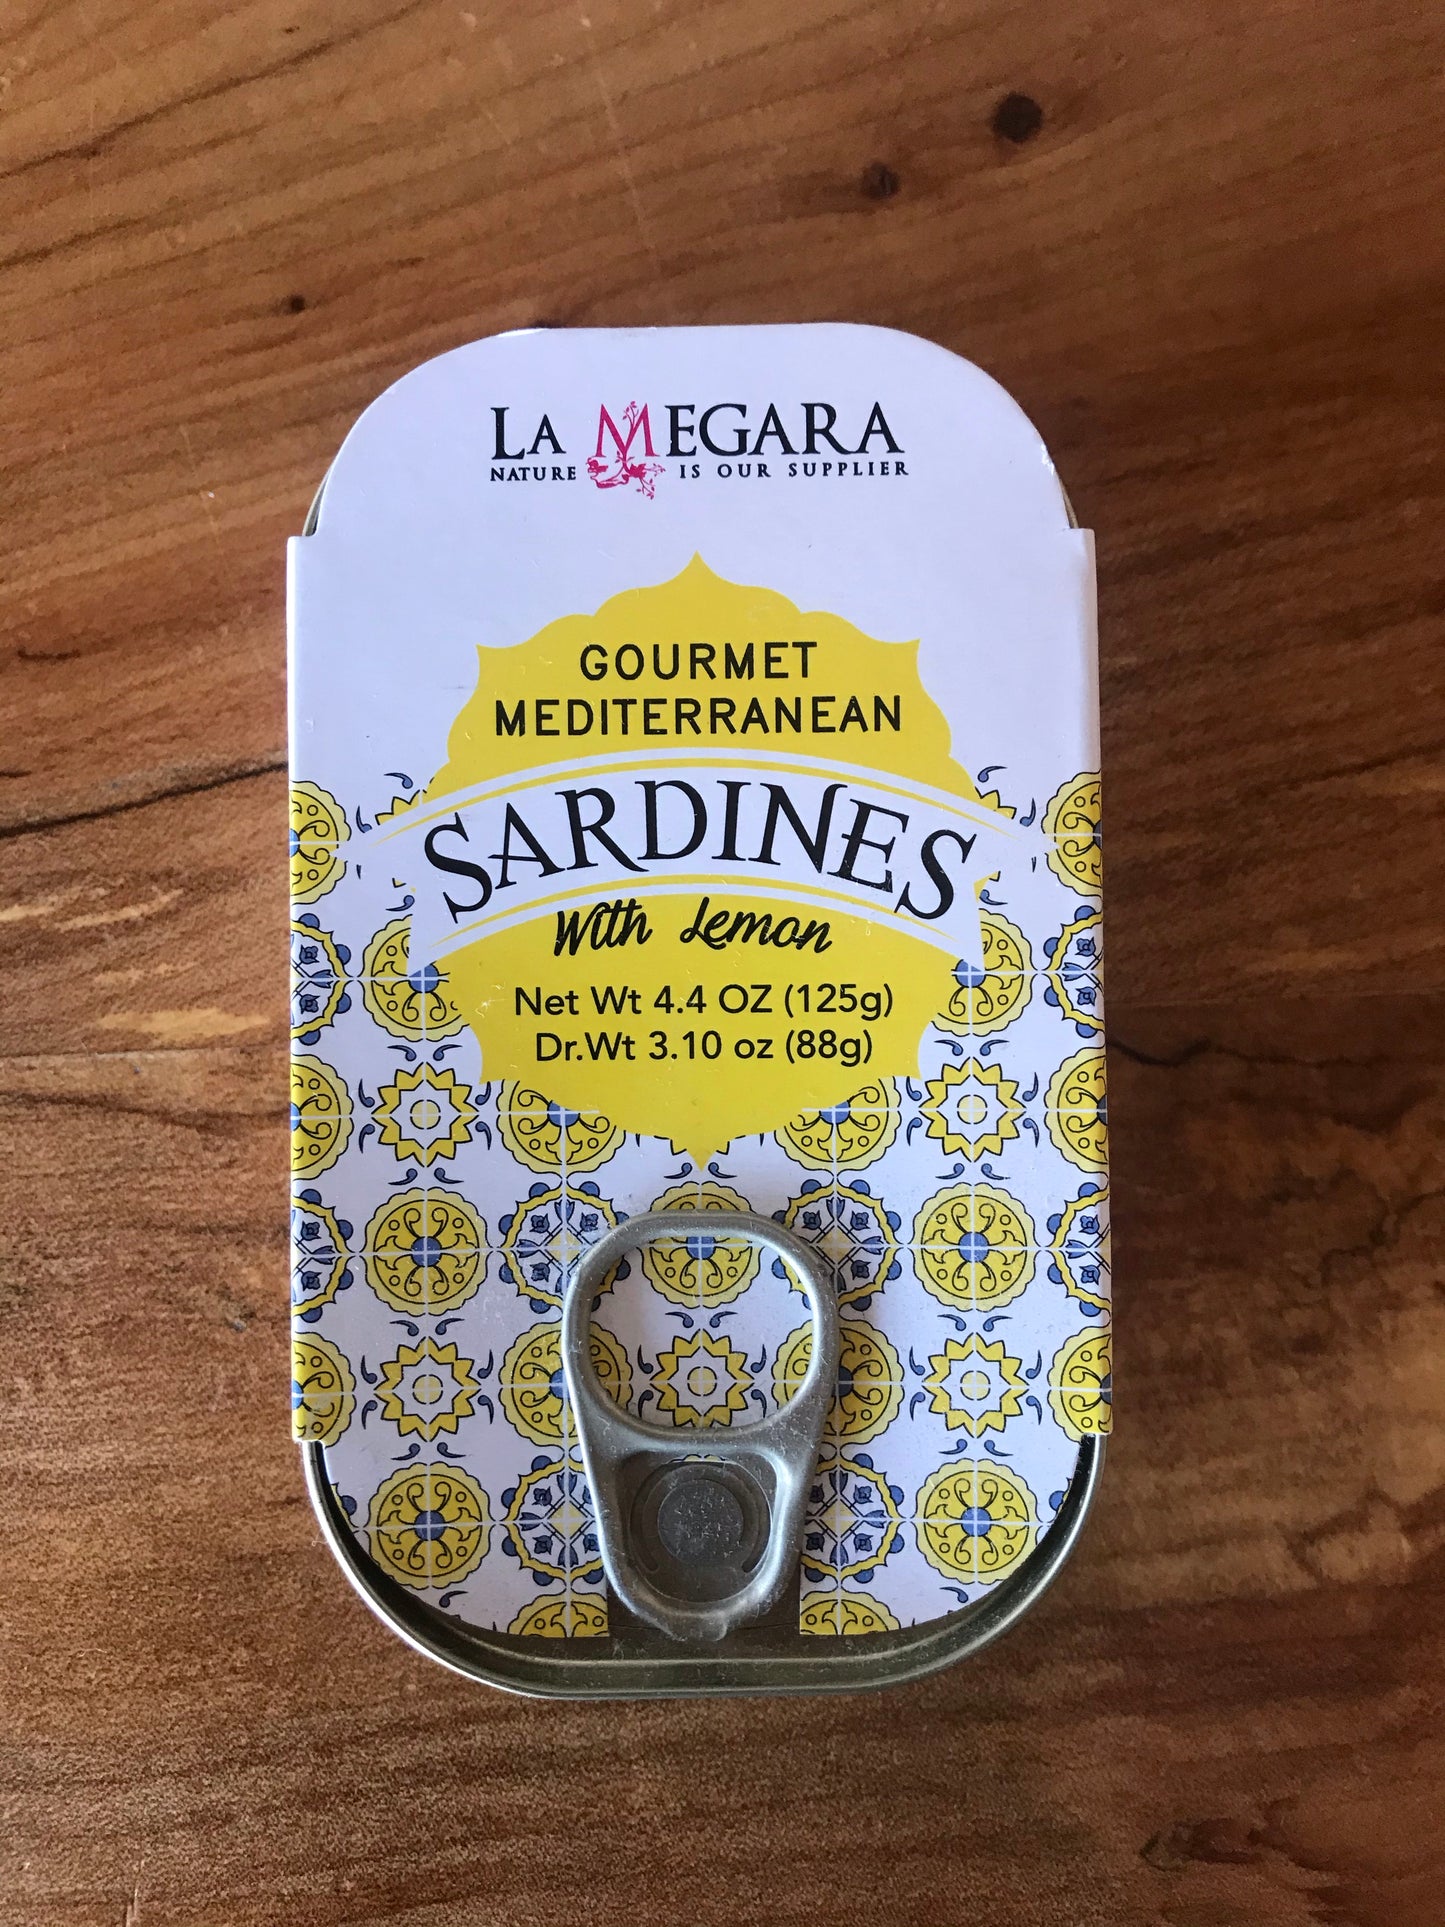 LA MEGARA
NATURE IS OUR SUPPLIER
GOURMET
MEDITERRANEAN
SARDINES
With Lemon
Net Wt 4.4 OZ (125g)
Dr.Wt 3.10 oz (88g)